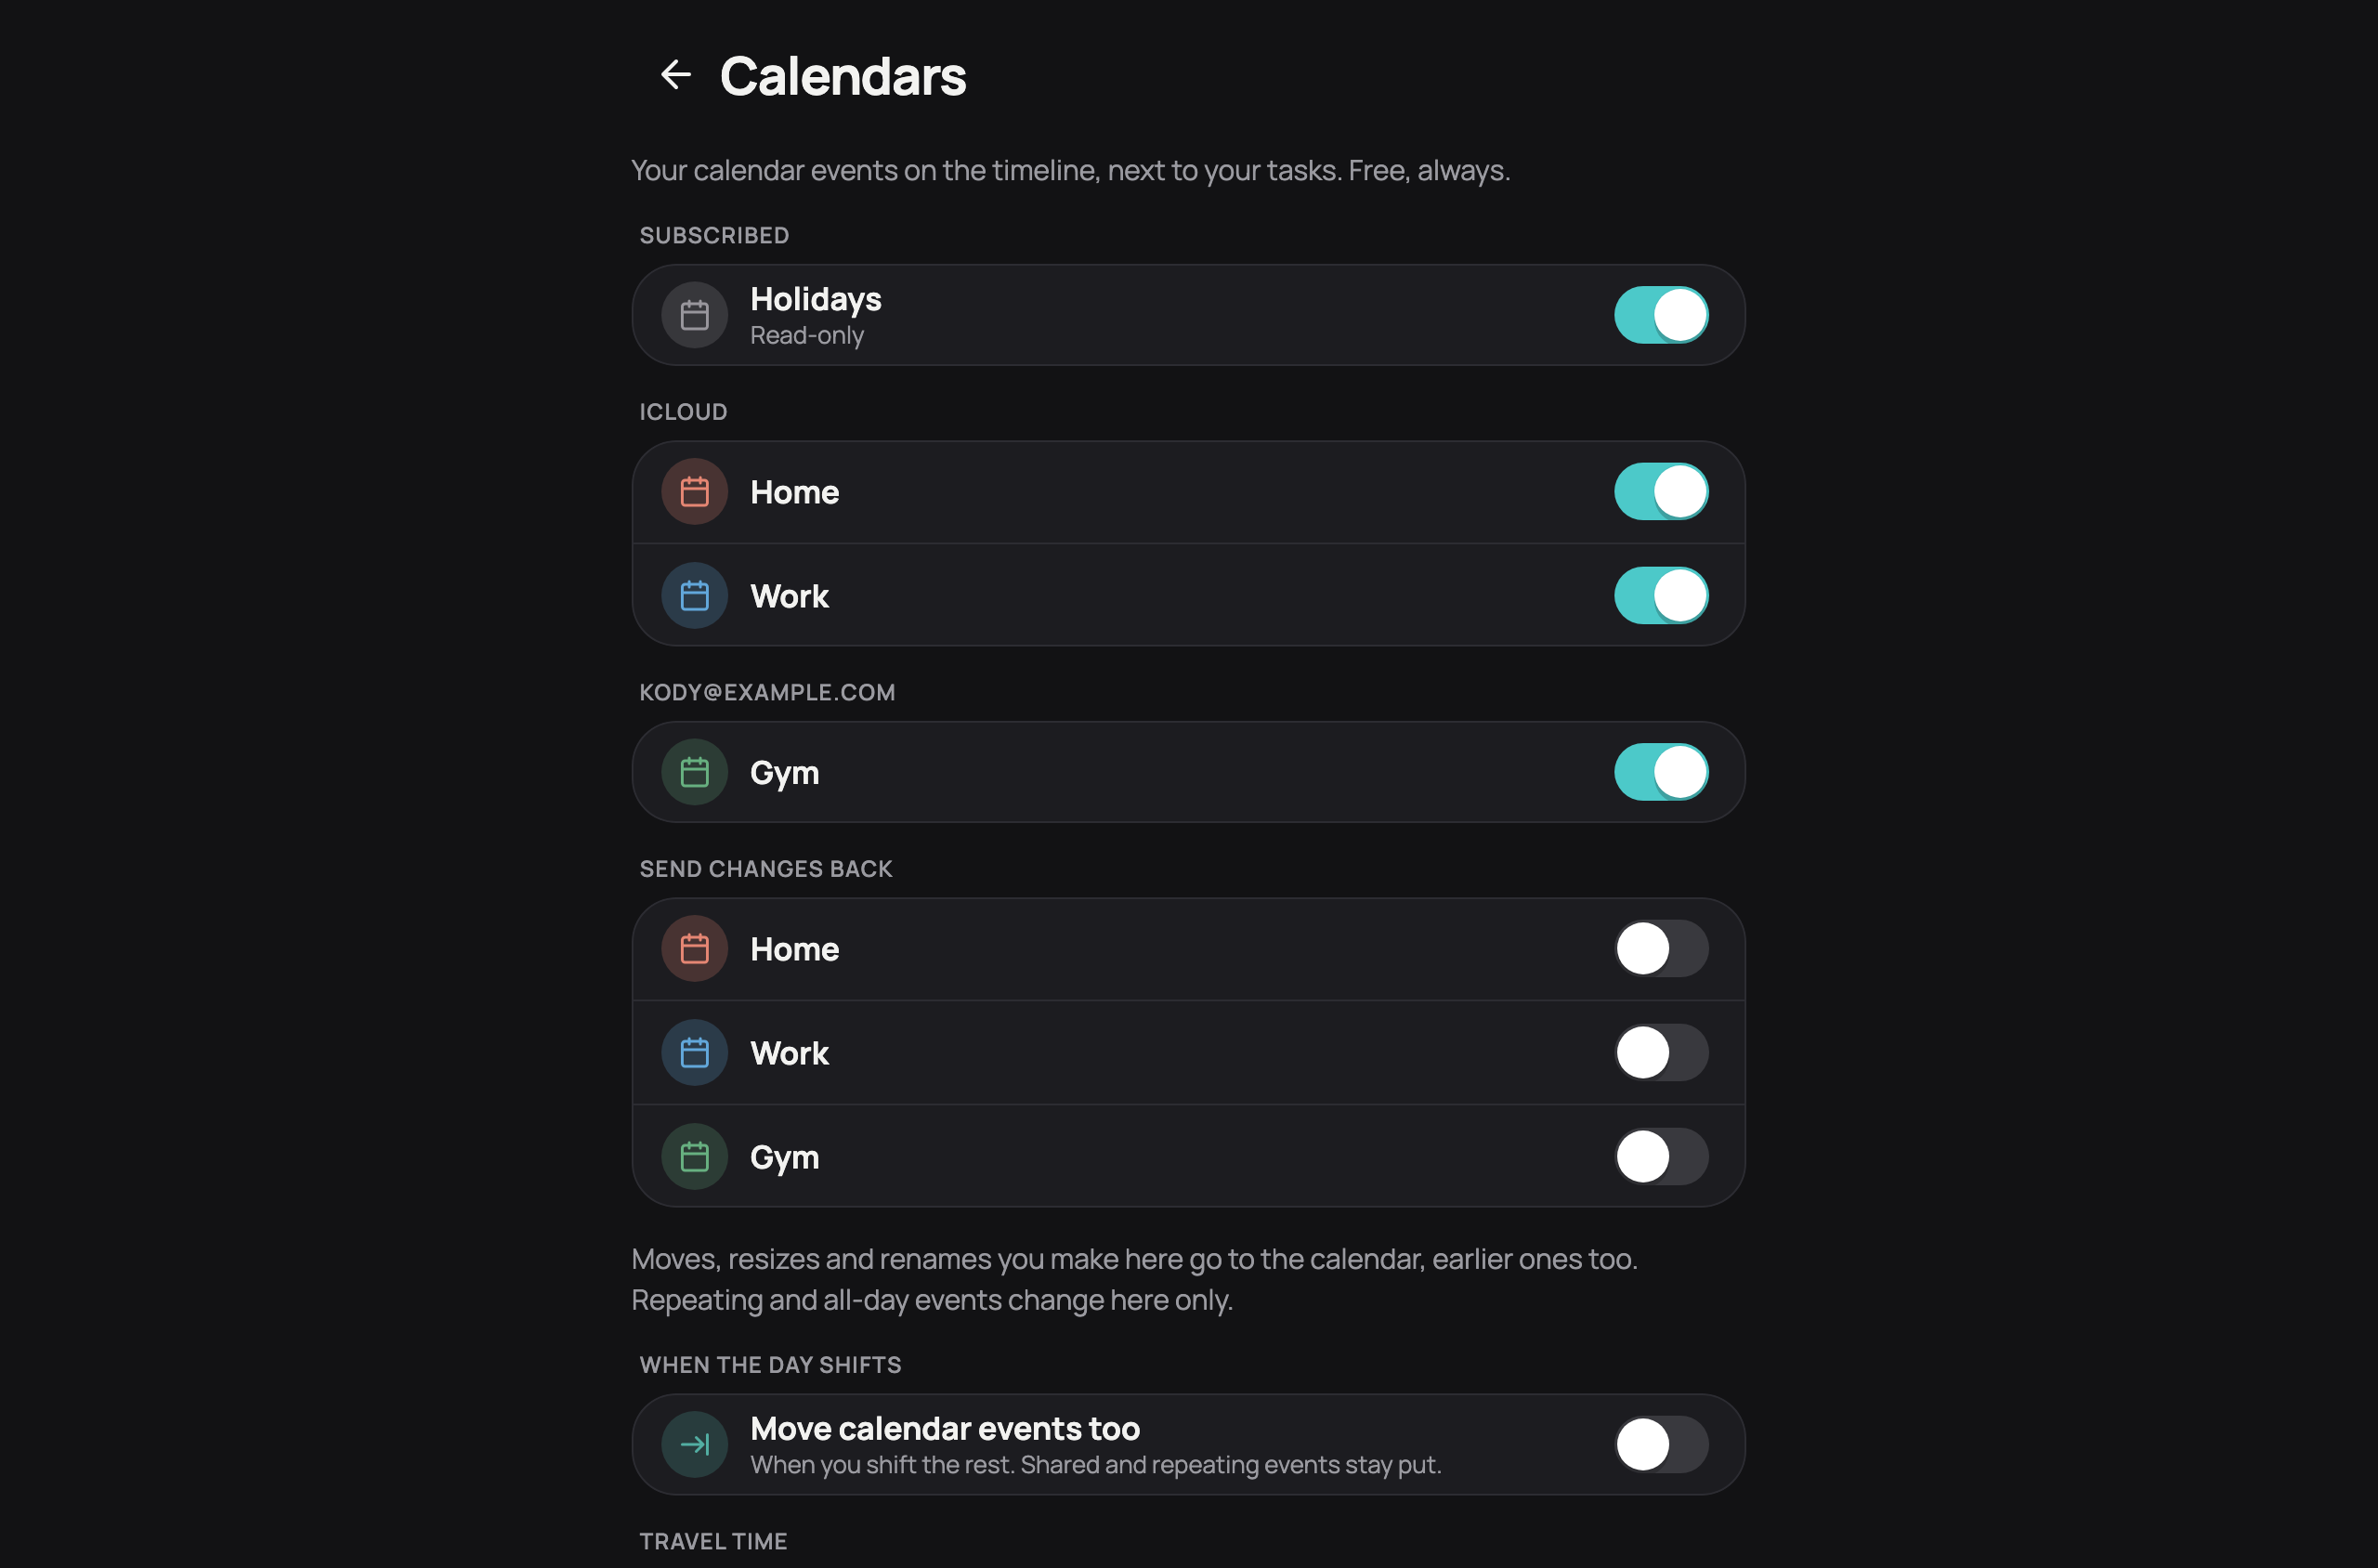 Calendars
Your calendar events on the timeline, next to your tasks. Free, always.
SUBSCRIBED
Holidays
Read-only
ICLOUD
Home
Work
KODY@EXAMPLE.COM
Gym
SEND CHANGES BACK
Home
Work
Gym
Moves, resizes and renames you make here go to the calendar, earlier ones too.
Repeating and all-day events change here only.
WHEN THE DAY SHIFTS
Move calendar events too
When you shift the rest. Shared and repeating events stay put.
TRAVEL TIME